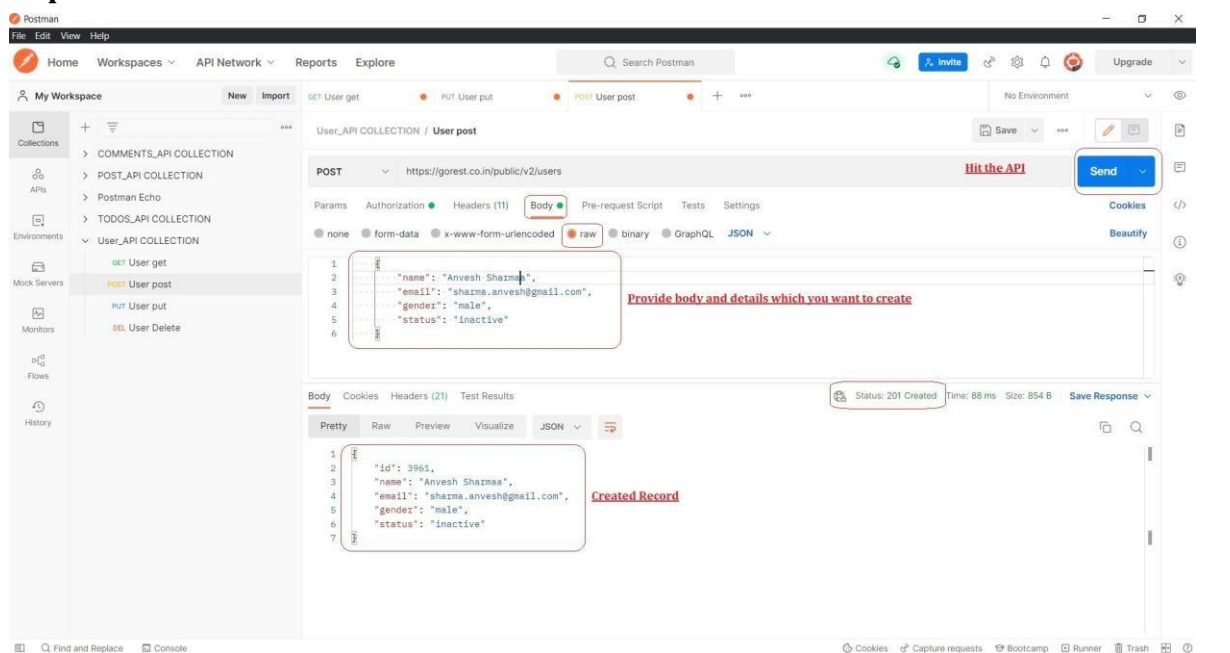 Postman
File Edit View Help
Home Workspaces API Network Reports Explore Search Postman Invite Upgrade
My Workspace New Import GET User get PUT User put POST User post No Environment
User_API COLLECTION / User post Save
Collections
APIs
Environments
Mock Servers
Monitors
Flows
History
COMMENTS_API COLLECTION
POST_API COLLECTION
Postman Echo
TODOS_API COLLECTION
User_API COLLECTION
GET User get
POST User post
PUT User put
DEL User Delete
POST https://gorest.co.in/public/v2/users Hit the API Send
Params Authorization Headers (11) Body Pre-request Script Tests Settings Cookies
none form-data x-www-form-urlencoded raw binary GraphQL JSON Beautify
1 {
2 "name": "Anvesh Sharmaa",
3 "email": "sharma.anvesh@gmail.com",
4 "gender": "male",
5 "status": "inactive"
6 }
Provide body and details which you want to create
Body Cookies Headers (21) Test Results Status: 201 Created Time: 88 ms Size: 854 B Save Response
Pretty Raw Preview Visualize JSON
1 {
2 "id": 3961,
3 "name": "Anvesh Sharmaa",
4 "email": "sharma.anvesh@gmail.com",
5 "gender": "male",
6 "status": "inactive"
7 }
Created Record
Find and Replace Console Cookies Capture requests Bootcamp Runner Trash